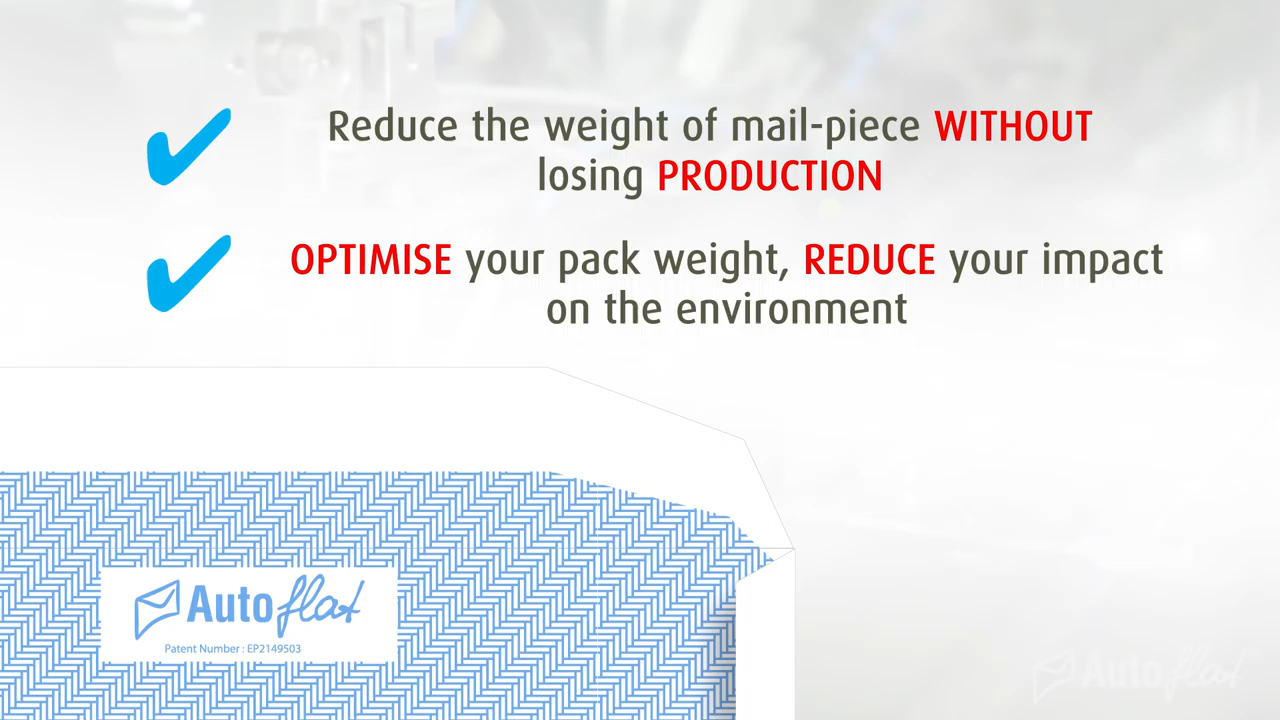 Reduce the weight of mail-piece WITHOUT
losing PRODUCTION
OPTIMISE your pack weight, REDUCE your impact
on the environment
Autoflat
Patent Number : EP2149503
Autoflat